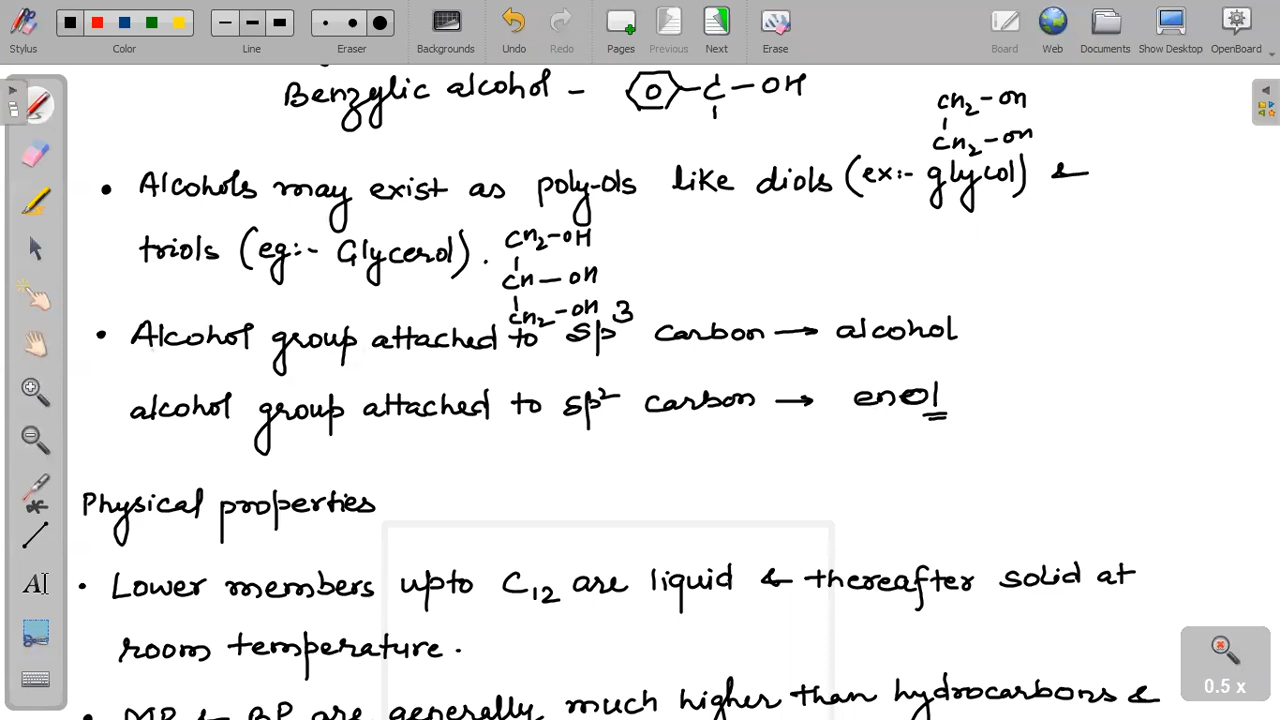 Stylus Color Line Eraser Backgrounds Undo Redo Pages Previous Next Erase Board Web Documents Show Desktop OpenBoard
Benzylic alcohol - C - OH
CH2 - OH
CH2 - OH
• Alcohols may exist as poly-ols like diols (ex:- glycol) &
triols (eg:- Glycerol).
CH2 - OH
CH - OH
CH2 - OH
• Alcohol group attached to sp3 carbon → alcohol
alcohol group attached to sp2 carbon → enol
Physical properties
• Lower members upto C12 are liquid & thereafter solid at
room temperature.
• MP & BP are generally much higher than hydrocarbons &
0.5 x